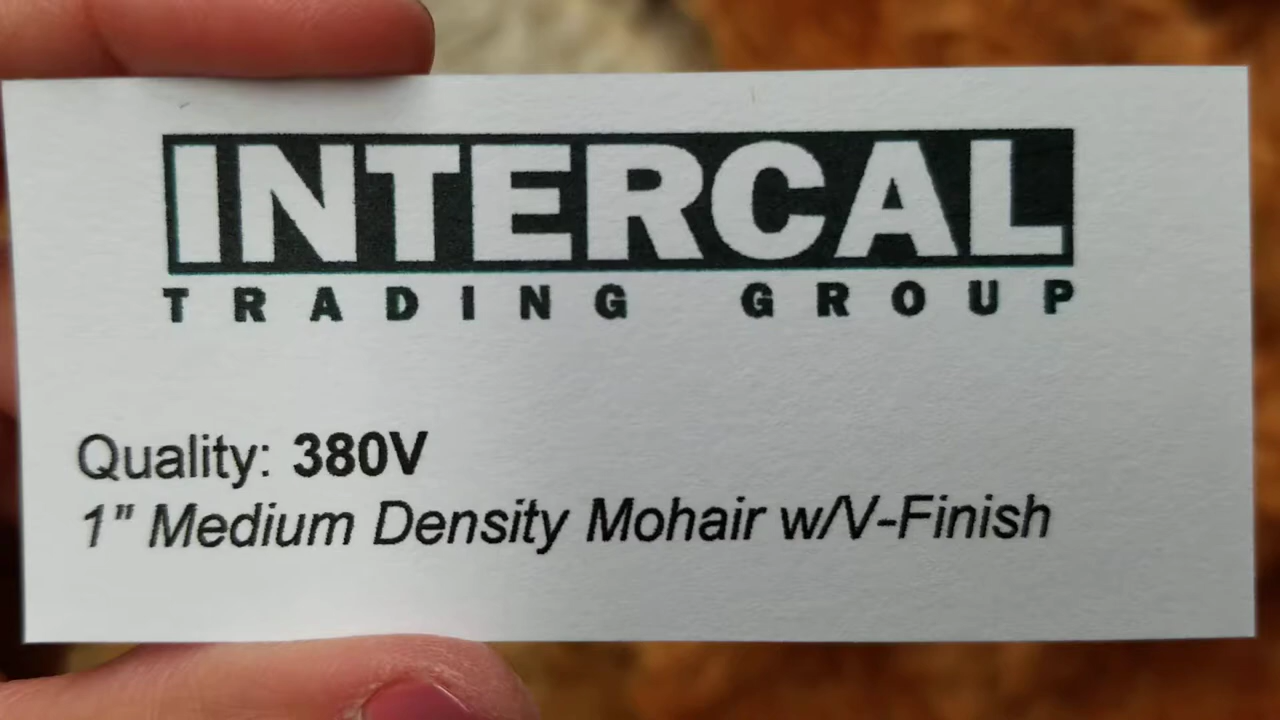 INTERCAL
TRADING GROUP
Quality: 380V
1" Medium Density Mohair w/V-Finish